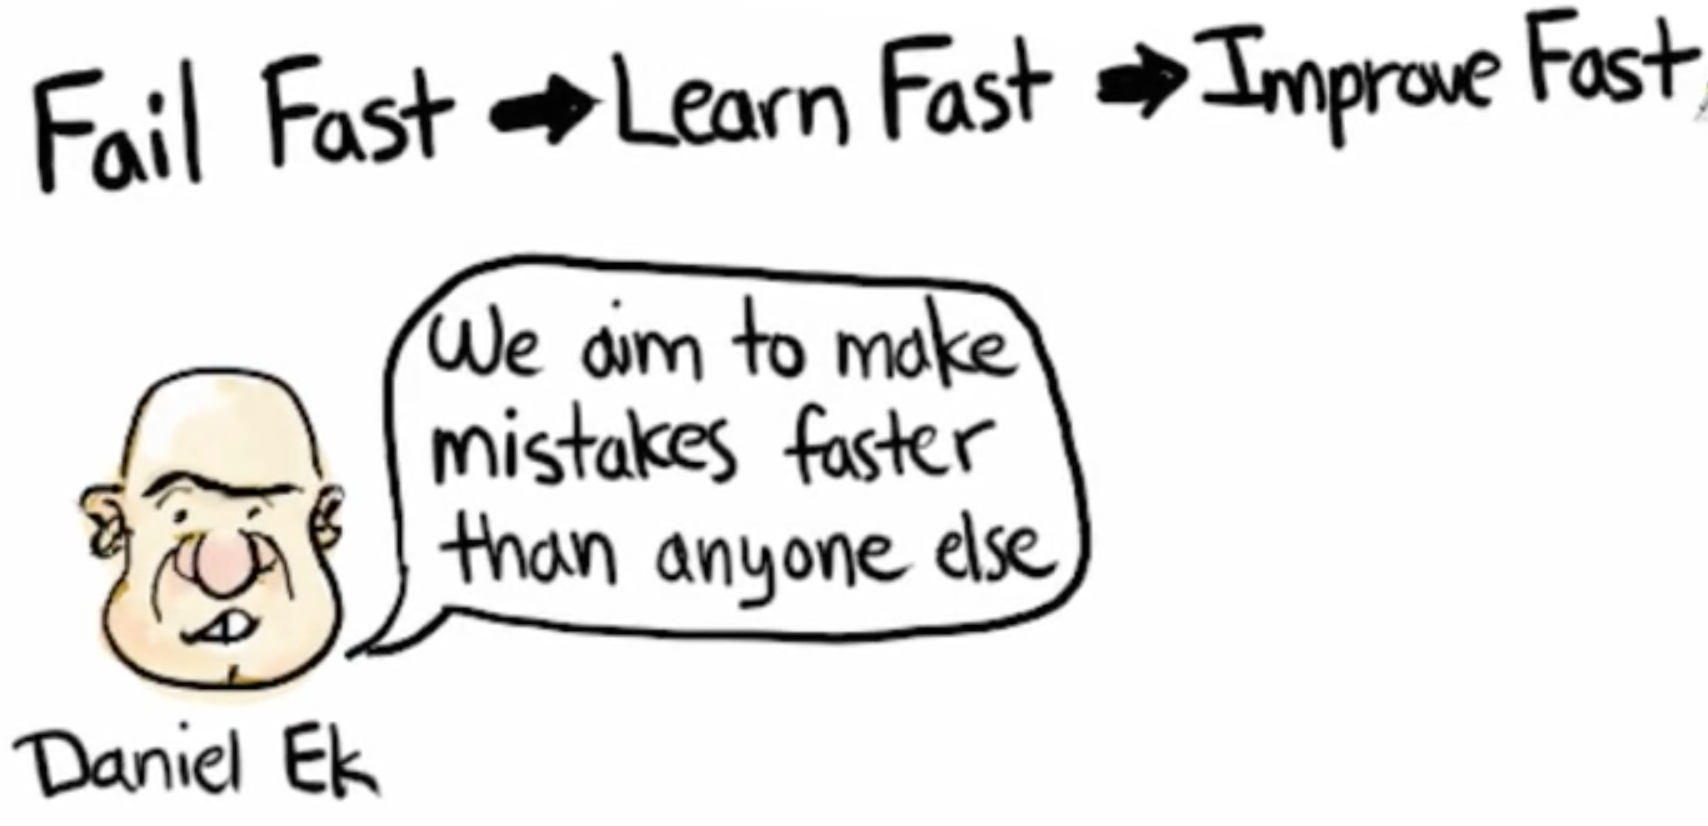 Fail Fast → Learn Fast → Improve Fast
We aim to make
mistakes faster
than anyone else
Daniel Ek